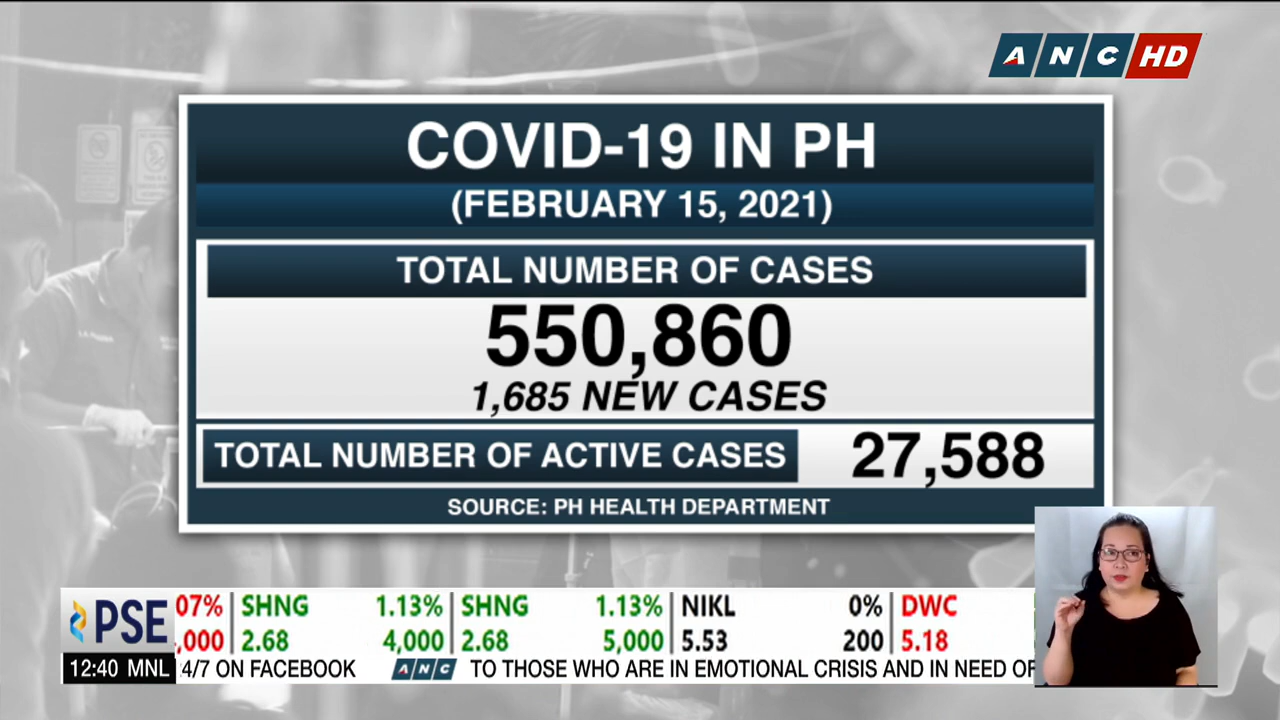 ANC HD
COVID-19 IN PH
(FEBRUARY 15, 2021)
TOTAL NUMBER OF CASES
550,860
1,685 NEW CASES
TOTAL NUMBER OF ACTIVE CASES 27,588
SOURCE: PH HEALTH DEPARTMENT
PSE
07% SHNG 1.13% SHNG 1.13% NIKL 0% DWC
,000 2.68 4,000 2.68 5,000 5.53 200 5.18
12:40 MNL 4/7 ON FACEBOOK ANC TO THOSE WHO ARE IN EMOTIONAL CRISIS AND IN NEED OF